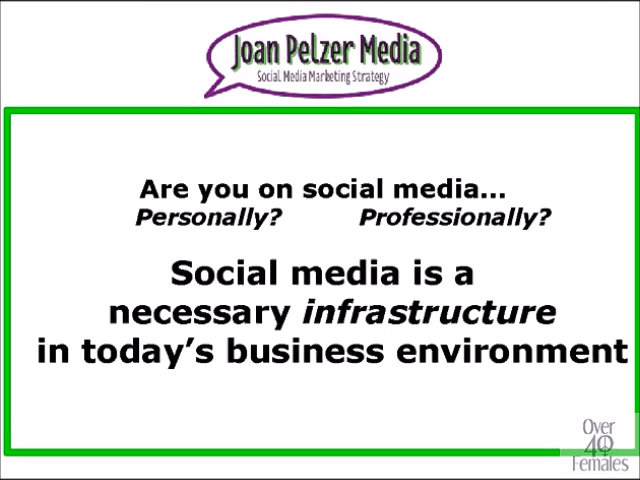 Joan Pelzer Media
Social Media Marketing Strategy
Are you on social media...
Personally? Professionally?
Social media is a
necessary infrastructure
in today's business environment
Over
40
Females